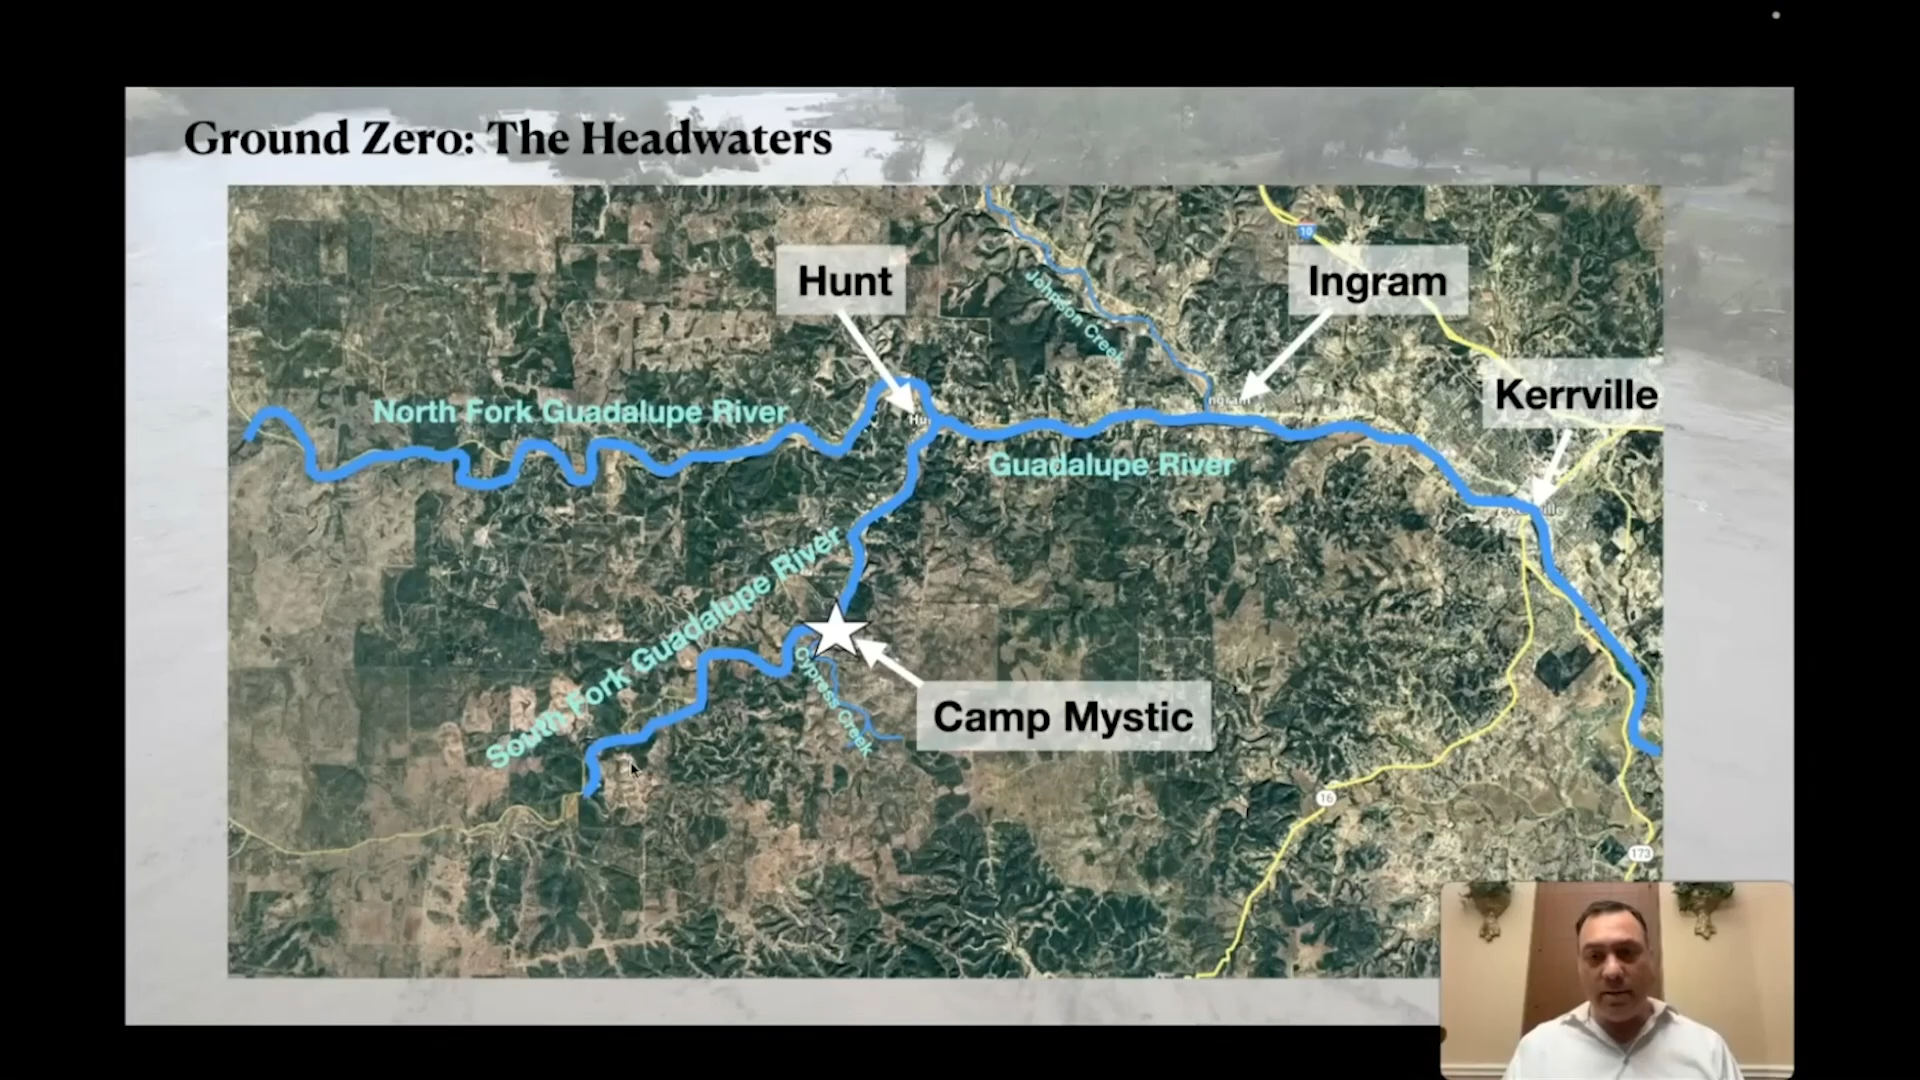 Ground Zero: The Headwaters
10
Hunt
Ingram
Johnson Creek
Kerrville
North Fork Guadalupe River
Guadalupe River
South Fork Guadalupe River
Cypress Creek
Camp Mystic
16
173